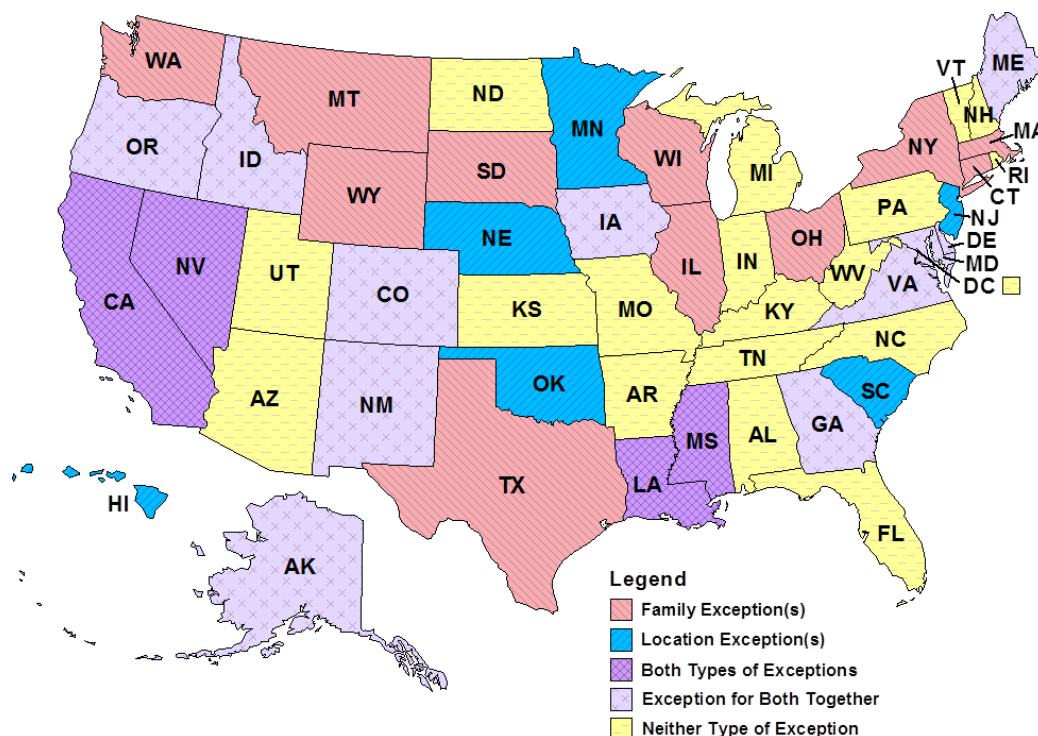 WA
MT
ND
MN
VT
ME
NH
MA
OR
ID
WY
SD
WI
MI
NY
RI
CT
NJ
DE
MD
DC
NE
IA
PA
OH
IL
IN
WV
VA
NV
UT
CA
CO
KS
MO
KY
NC
TN
AZ
NM
OK
AR
SC
MS
AL
GA
TX
LA
FL
HI
AK
Legend
Family Exception(s)
Location Exception(s)
Both Types of Exceptions
Exception for Both Together
Neither Type of Exception